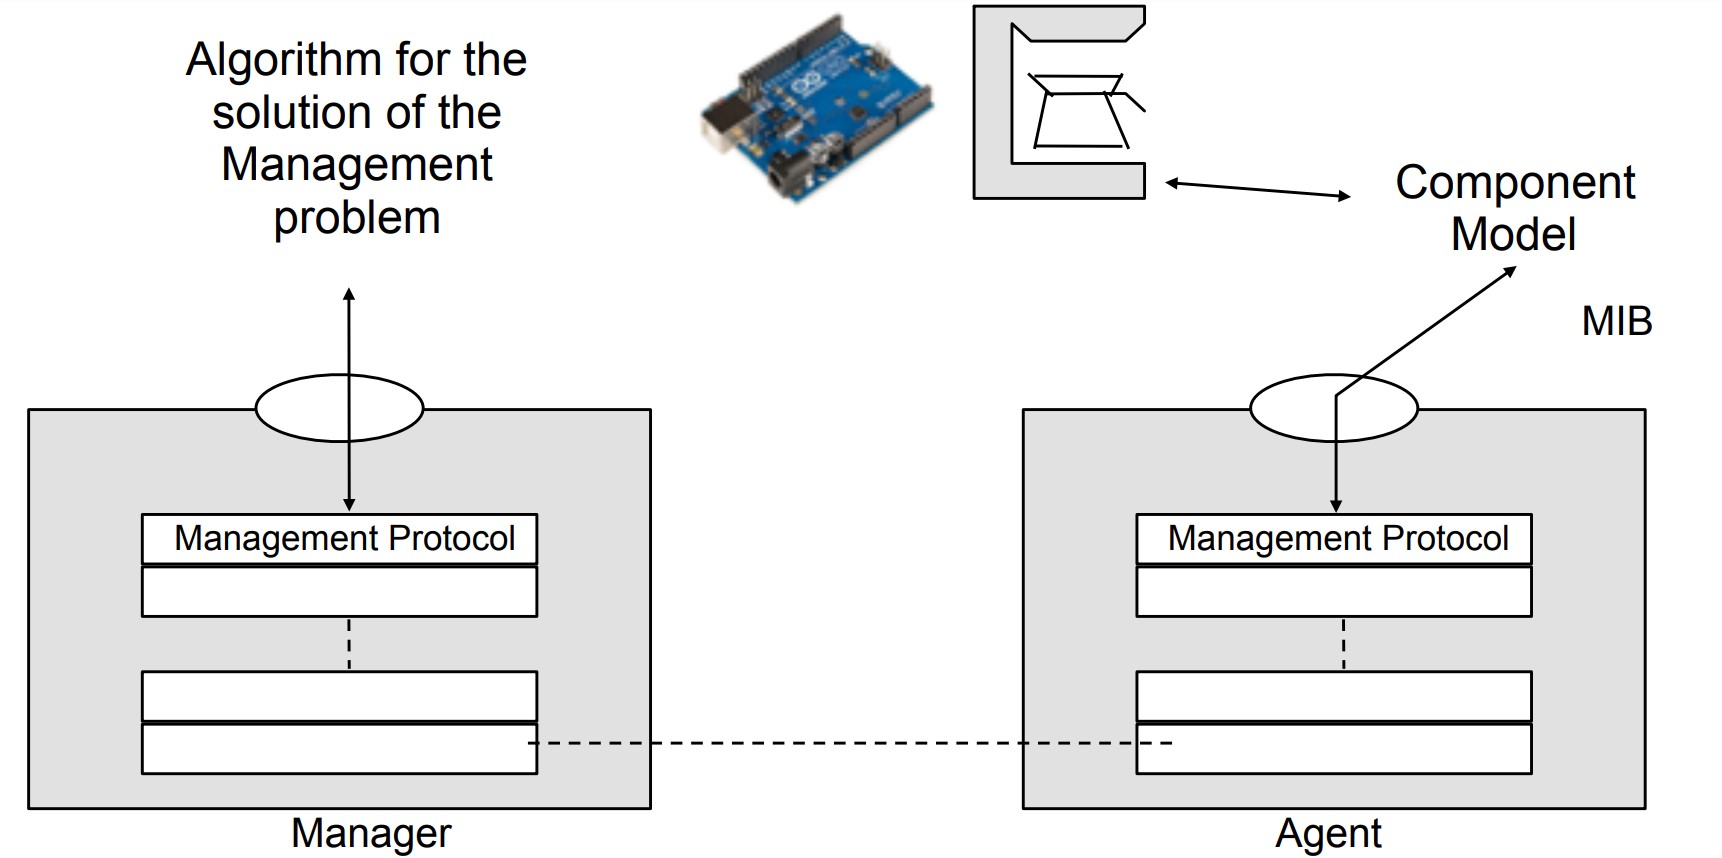 Algorithm for the
solution of the
Management
problem
Component
Model
MIB
Management Protocol
Management Protocol
Manager
Agent